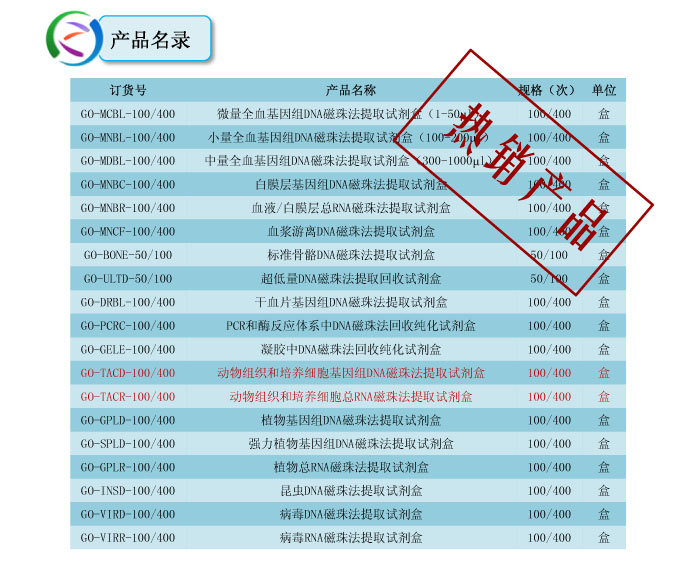 产品名录
订货号 产品名称 规格（次） 单位
GO-MCBL-100/400 微量全血基因组DNA磁珠法提取试剂盒（1-50μl） 100/400 盒
GO-MNBL-100/400 小量全血基因组DNA磁珠法提取试剂盒（100-200μl） 100/400 盒
GO-MDBL-100/400 中量全血基因组DNA磁珠法提取试剂盒（300-1000μl） 100/400 盒
GO-MNBC-100/400 白膜层基因组DNA磁珠法提取试剂盒 100/400 盒
GO-MNBR-100/400 血液/白膜层总RNA磁珠法提取试剂盒 100/400 盒
GO-MNCF-100/400 血浆游离DNA磁珠法提取试剂盒 100/400 盒
GO-BONE-50/100 标准骨骼DNA磁珠法提取试剂盒 50/100 盒
GO-ULTD-50/100 超低量DNA磁珠法提取回收试剂盒 50/100 盒
GO-DRBL-100/400 干血片基因组DNA磁珠法提取试剂盒 100/400 盒
GO-PCRC-100/400 PCR和酶反应体系中DNA磁珠法回收纯化试剂盒 100/400 盒
GO-GELE-100/400 凝胶中DNA磁珠法回收纯化试剂盒 100/400 盒
GO-TACD-100/400 动物组织和培养细胞基因组DNA磁珠法提取试剂盒 100/400 盒
GO-TACR-100/400 动物组织和培养细胞总RNA磁珠法提取试剂盒 100/400 盒
GO-GPLD-100/400 植物基因组DNA磁珠法提取试剂盒 100/400 盒
GO-SPLD-100/400 强力植物基因组DNA磁珠法提取试剂盒 100/400 盒
GO-GPLR-100/400 植物总RNA磁珠法提取试剂盒 100/400 盒
GO-INSD-100/400 昆虫DNA磁珠法提取试剂盒 100/400 盒
GO-VIRD-100/400 病毒DNA磁珠法提取试剂盒 100/400 盒
GO-VIRR-100/400 病毒RNA磁珠法提取试剂盒 100/400 盒
热销产品